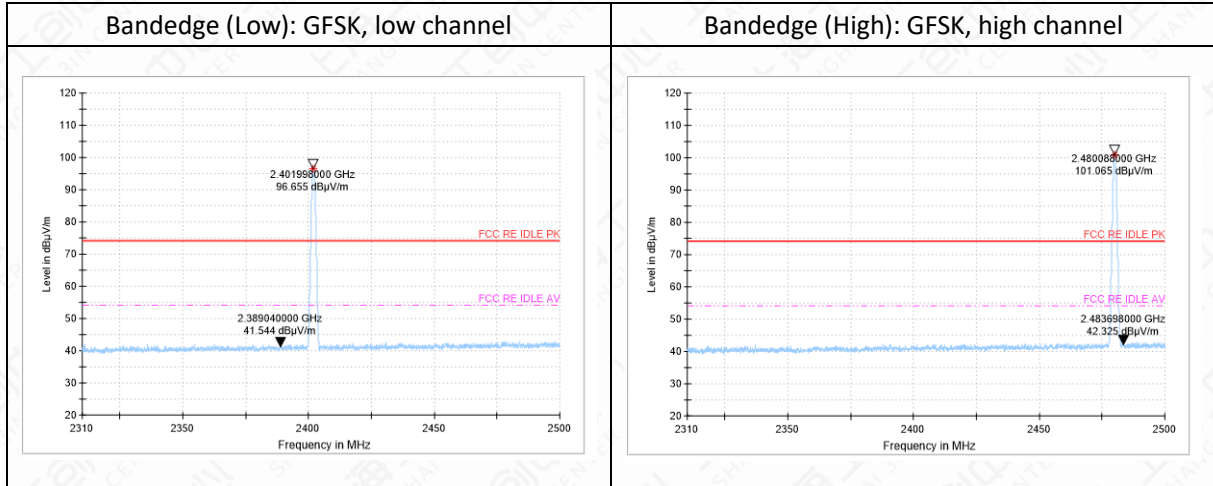 Bandedge (Low): GFSK, low channel
Bandedge (High): GFSK, high channel
120
110
100
90
80
70
60
50
40
30
20
Level in dBµV/m
2.401998000 GHz
96.655 dBµV/m
FCC RE IDLE PK
FCC RE IDLE AV
2.389040000 GHz
41.544 dBµV/m
2310
2350
2400
2450
2500
Frequency in MHz
120
110
100
90
80
70
60
50
40
30
20
Level in dBµV/m
2.480088000 GHz
101.065 dBµV/m
FCC RE IDLE PK
FCC RE IDLE AV
2.483698000 GHz
42.325 dBµV/m
2310
2350
2400
2450
2500
Frequency in MHz